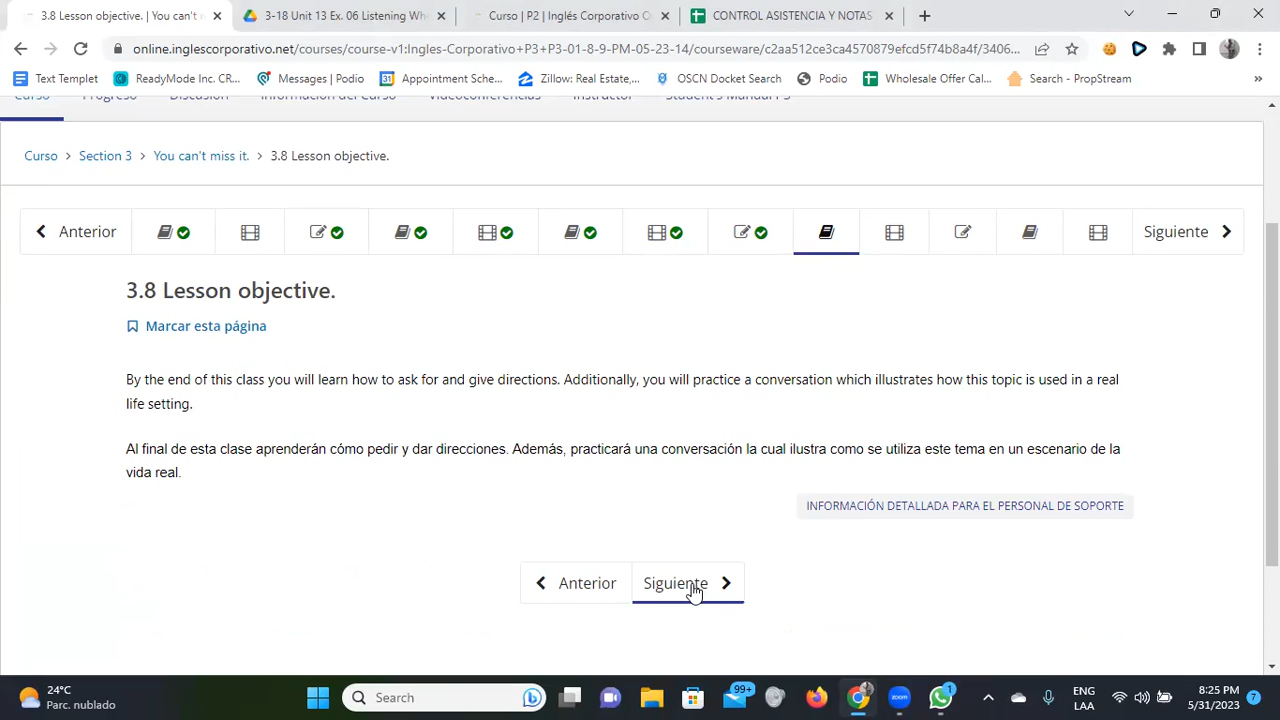 3.8 Lesson objective. | You can't m
3-18 Unit 13 Ex. 06 Listening Whe
Curso | P2 | Inglés Corporativo O
CONTROL ASISTENCIA Y NOTAS
online.inglescorporativo.net/courses/course-v1:Ingles-Corporativo+P3+P3-01-8-9-PM-05-23-14/courseware/c2aa512ce3ca4570879efcd5f74b8a4f/3406...
Text Templet
ReadyMode Inc. CR...
Messages | Podio
Appointment Sche...
Zillow: Real Estate,...
OSCN Docket Search
Podio
Wholesale Offer Cal...
Search - PropStream
»
Curso Progreso Discusión Información del Curso Videoconferencias Instructor Student's Manual P3
Curso > Section 3 > You can't miss it. > 3.8 Lesson objective.
Anterior
Siguiente
3.8 Lesson objective.
Marcar esta página
By the end of this class you will learn how to ask for and give directions. Additionally, you will practice a conversation which illustrates how this topic is used in a real
life setting.
Al final de esta clase aprenderán cómo pedir y dar direcciones. Además, practicará una conversación la cual ilustra como se utiliza este tema en un escenario de la
vida real.
INFORMACIÓN DETALLADA PARA EL PERSONAL DE SOPORTE
Anterior
Siguiente
24°C
Parc. nublado
Search
99+
1
ENG
LAA
8:25 PM
5/31/2023
7